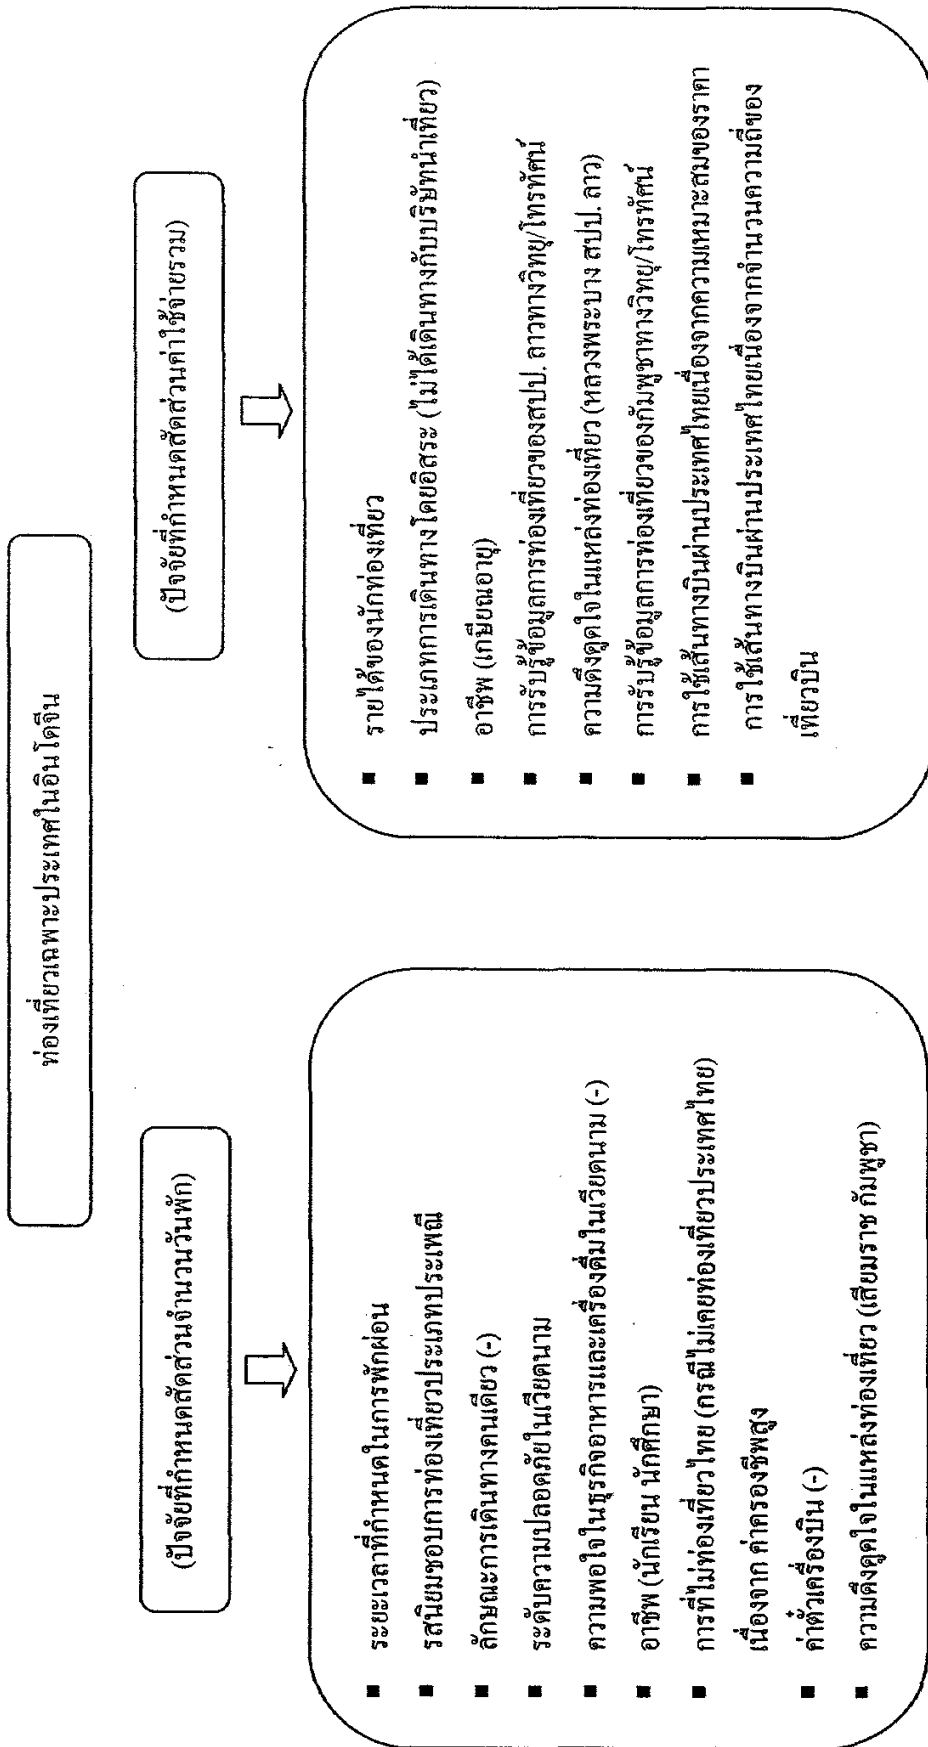 ท่องเที่ยวเฉพาะประเทศในอินโดจีน
(ปัจจัยที่กำหนดสัดส่วนจำนวนวันพัก)
■ ระยะเวลาที่กำหนดในการพักผ่อน
■ รสนิยมชอบการท่องเที่ยวประเภทประเพณี
■ ลักษณะการเดินทางคนเดียว (-)
■ ระดับความปลอดภัยในเวียดนาม
■ ความพอใจในธุรกิจอาหารและเครื่องดื่มในเวียดนาม (-)
■ อาชีพ (นักเรียน นักศึกษา)
■ การที่ไม่ท่องเที่ยวไทย (กรณีไม่เคยท่องเที่ยวประเทศไทย)
เนื่องจาก ค่าครองชีพสูง
■ ค่าตั๋วเครื่องบิน (-)
■ ความดึงดูดใจในแหล่งท่องเที่ยว (เสียมราช กัมพูชา)
(ปัจจัยที่กำหนดสัดส่วนค่าใช้จ่ายรวม)
■ รายได้ของนักท่องเที่ยว
■ ประเภทการเดินทางโดยอิสระ (ไม่ได้เดินทางกับบริษัทนำเที่ยว)
■ อาชีพ (เกษียณอายุ)
■ การรับรู้ข้อมูลการท่องเที่ยวของสปป. ลาวทางวิทยุ/โทรทัศน์
■ ความดึงดูดใจในแหล่งท่องเที่ยว (หลวงพระบาง สปป. ลาว)
■ การรับรู้ข้อมูลการท่องเที่ยวของกัมพูชาทางวิทยุ/โทรทัศน์
■ การใช้เส้นทางบินผ่านประเทศไทยเนื่องจากความเหมาะสมของราคา
■ การใช้เส้นทางบินผ่านประเทศไทยเนื่องจากจำนวนความถี่ของ
เที่ยวบิน